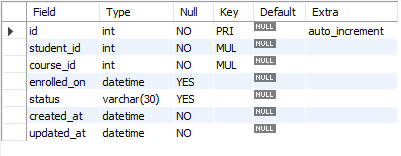 Field Type Null Key Default Extra
id int NO PRI NULL auto_increment
student_id int NO MUL NULL
course_id int NO MUL NULL
enrolled_on datetime YES NULL
status varchar(30) YES NULL
created_at datetime NO NULL
updated_at datetime NO NULL